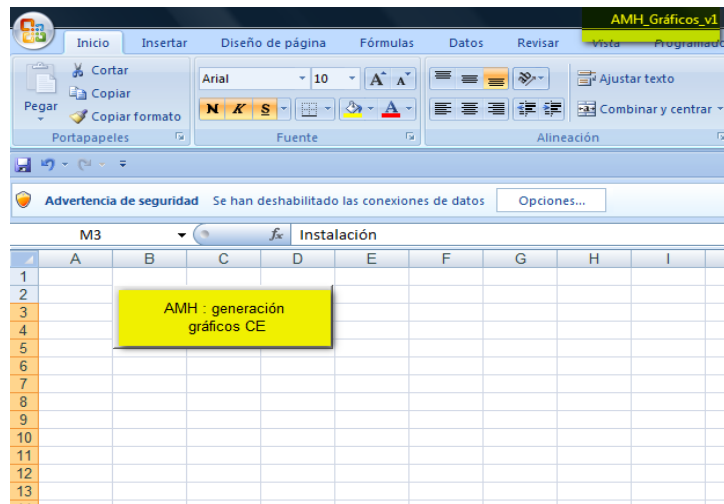 AMH_Gráficos_v1
Inicio Insertar Diseño de página Fórmulas Datos Revisar Vista Programado
Pegar
Cortar
Copiar
Copiar formato
Portapapeles
Arial 10 A A
N K S A
Fuente
Alineación
Ajustar texto
Combinar y centrar
Advertencia de seguridad Se han deshabilitado las conexiones de datos Opciones...
M3 fx Instalación
A B C D E F G H I
1
2
3
4
5
6
7
8
9
10
11
12
13
AMH : generación
gráficos CE